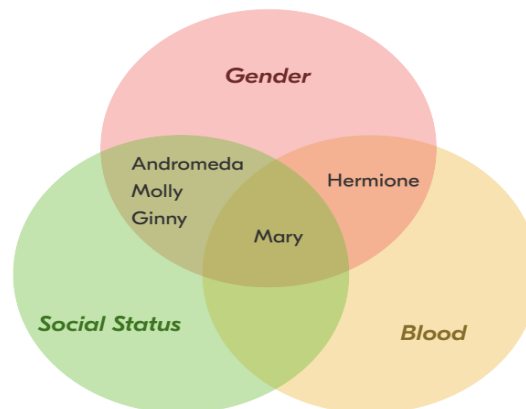 Gender
Andromeda
Molly
Ginny
Hermione
Mary
Social Status
Blood